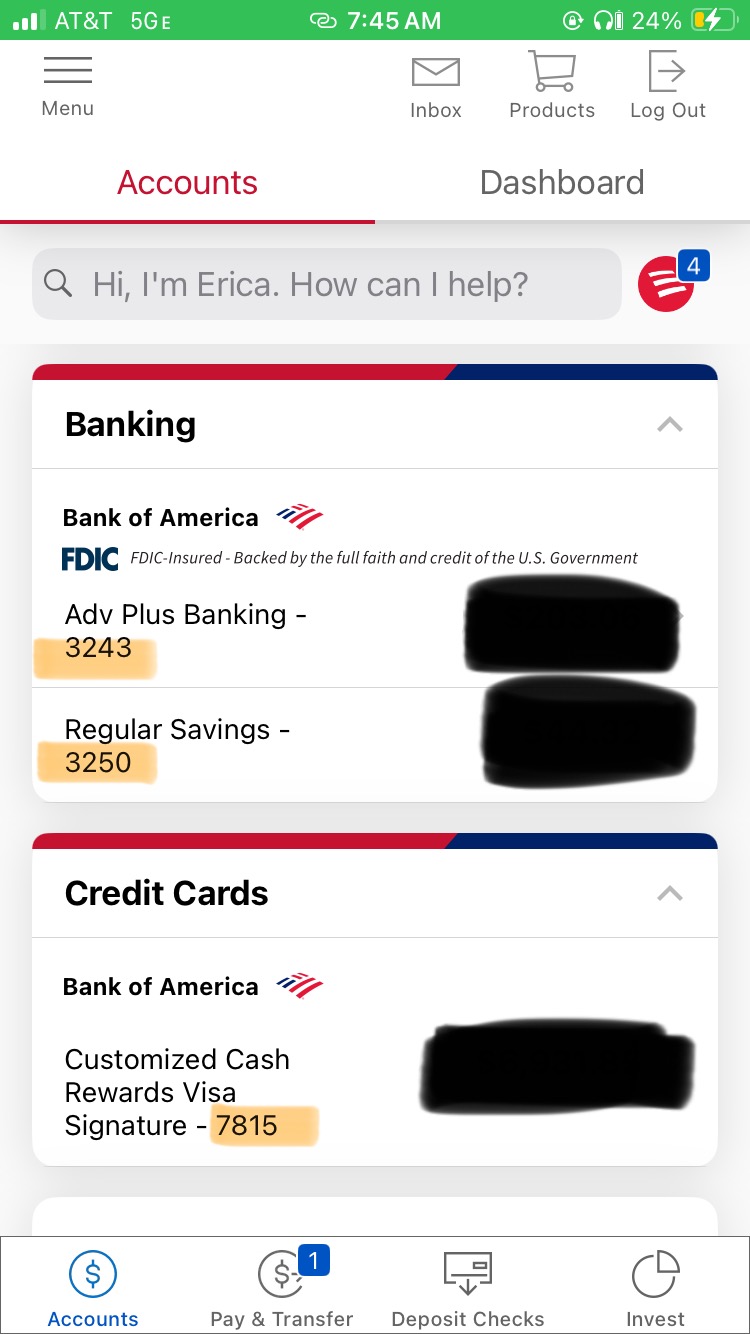 AT&T 5GE 7:45 AM 24%
Menu Inbox Products Log Out
Accounts Dashboard
Hi, I'm Erica. How can I help? 4
Banking
Bank of America
FDIC FDIC-Insured - Backed by the full faith and credit of the U.S. Government
Adv Plus Banking -
3243
Regular Savings -
3250
Credit Cards
Bank of America
Customized Cash
Rewards Visa
Signature - 7815
1
Accounts Pay & Transfer Deposit Checks Invest